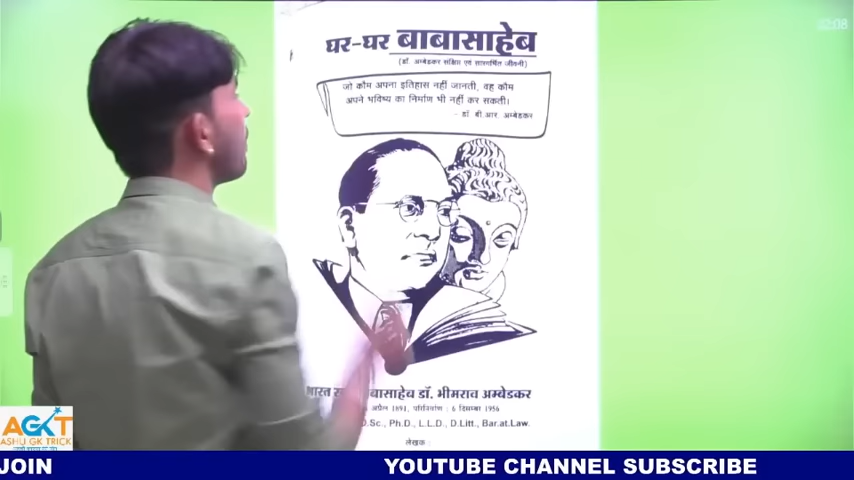 घर-घर बाबासाहेब
(डॉ. अम्बेडकर संक्षिप्त एवं सारगर्भित जीवनी)
जो कौम अपना इतिहास नहीं जानती, वह कौम
अपने भविष्य का निर्माण भी नहीं कर सकती।
- डॉ. बी.आर. अम्बेडकर
बासाहेब डॉ. भीमराव अम्बेडकर
अप्रैल 1891, परिनिर्वाण : 6 दिसम्बर 1956
Ph.D., L.L.D., D.Litt., Bar.at.Law.
लेखक :
AGKT
ASHU GK TRICK
JOIN YOUTUBE CHANNEL SUBSCRIBE